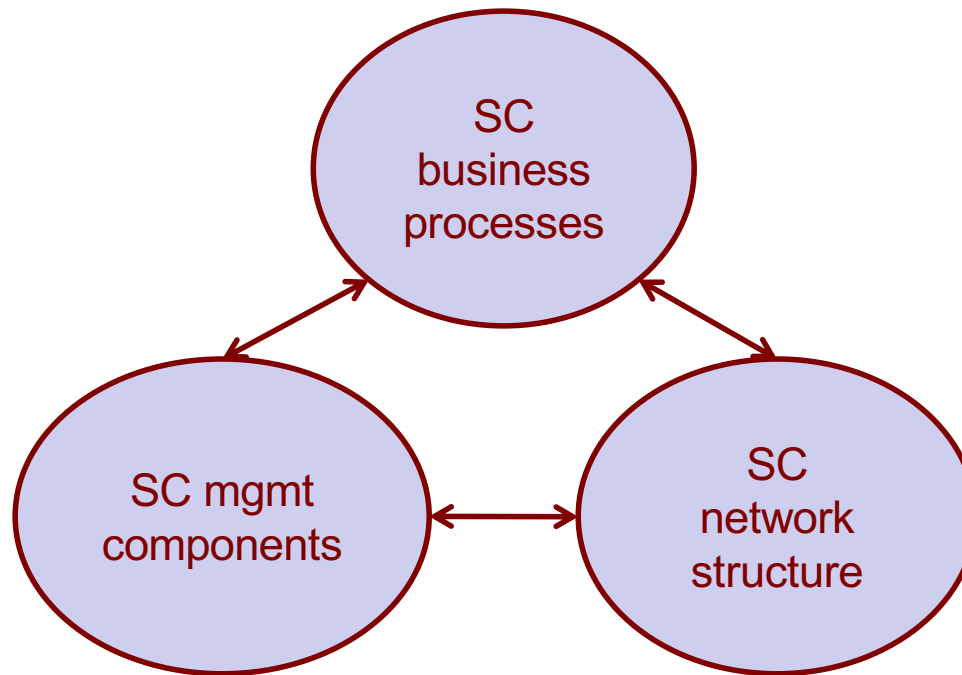 SC
business
processes
SC mgmt
components
SC
network
structure